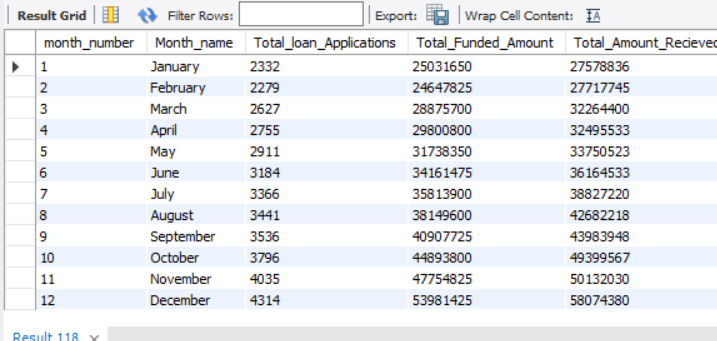 Result Grid Filter Rows: Export: Wrap Cell Content: IA
month_number Month_name Total_loan_Applications Total_Funded_Amount Total_Amount_Recieved
1 January 2332 25031650 27578836
2 February 2279 24647825 27717745
3 March 2627 28875700 32264400
4 April 2755 29800800 32495533
5 May 2911 31738350 33750523
6 June 3184 34161475 36164533
7 July 3366 35813900 38827220
8 August 3441 38149600 42682218
9 September 3536 40907725 43983948
10 October 3796 44893800 49399567
11 November 4035 47754825 50132030
12 December 4314 53981425 58074380
Result 118 ×